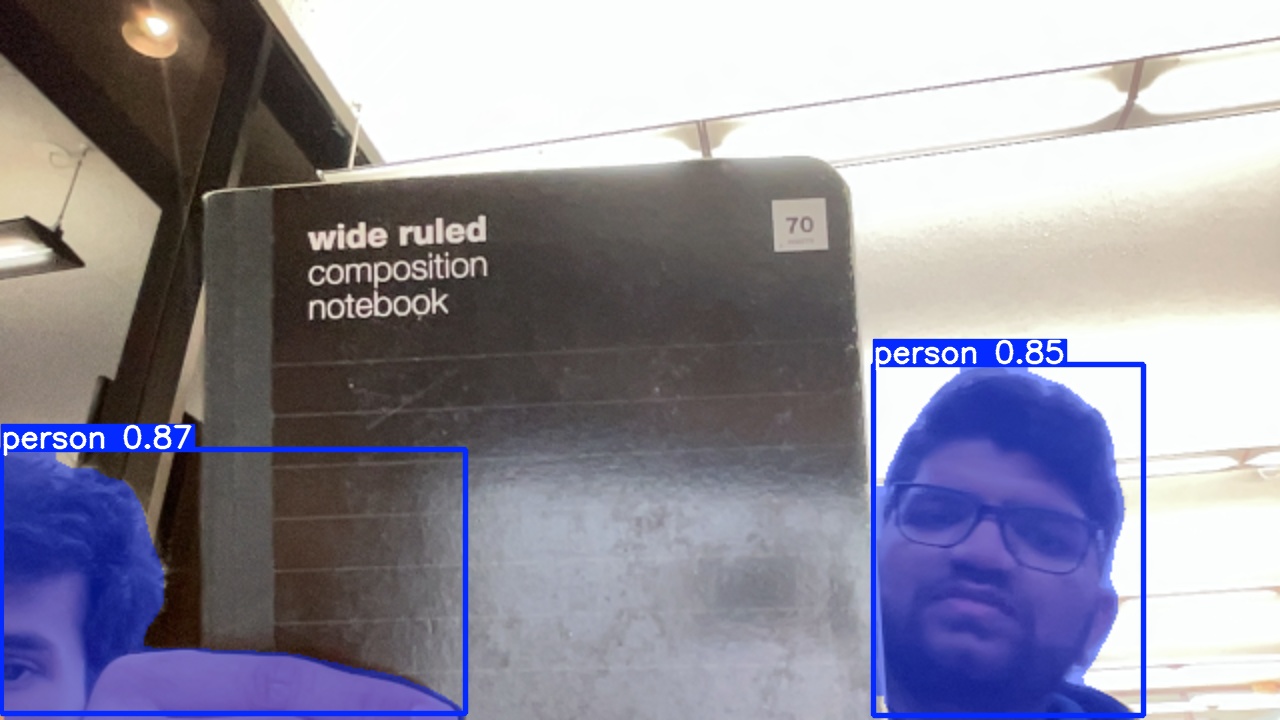 wide ruled
composition
notebook
70
person 0.85
person 0.87